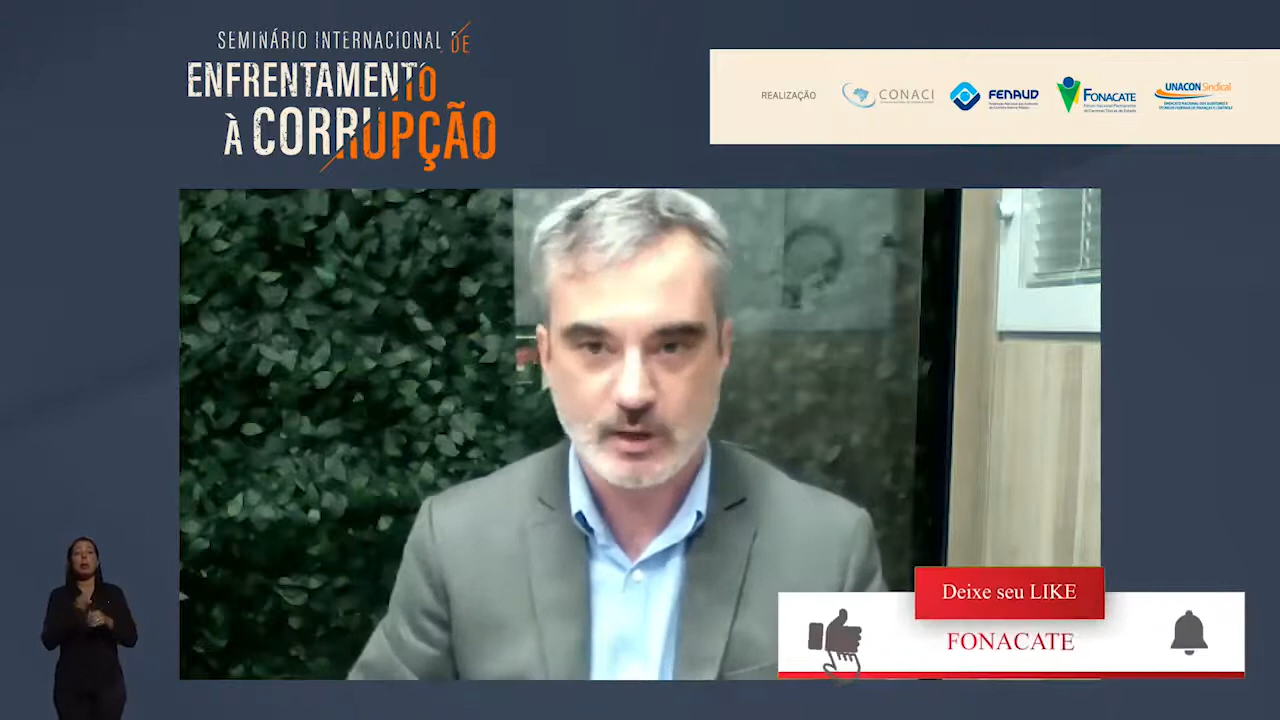 SEMINÁRIO INTERNACIONAL DE
ENFRENTAMENTO
À CORRUPÇÃO
REALIZAÇÃO
CONACI
FENAUD
FONACATE
UNACON Sindical
Deixe seu LIKE
FONACATE